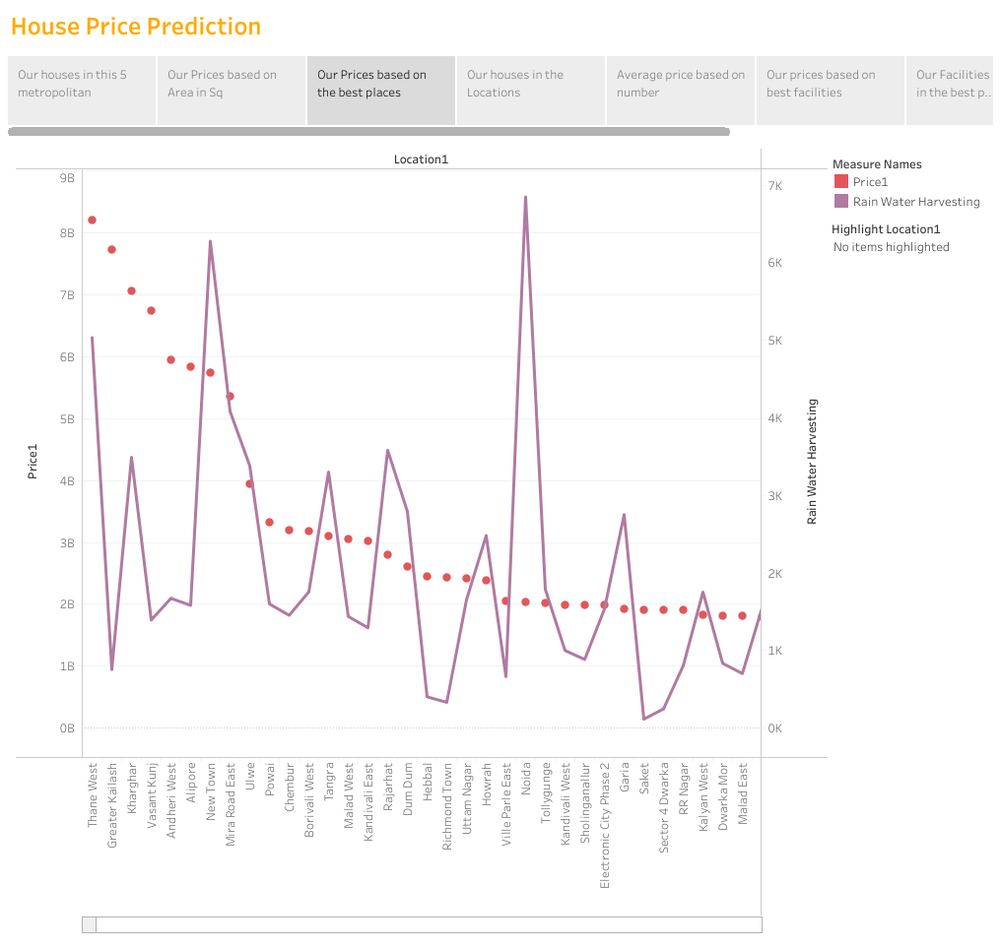 House Price Prediction
Our houses in this 5
metropolitan
Our Prices based on
Area in Sq
Our Prices based on
the best places
Our houses in the
Locations
Average price based on
number
Our prices based on
best facilities
Our Facilities
in the best p..
Location1
Measure Names
Price1
Rain Water Harvesting
Highlight Location1
No items highlighted
Price1
9B
8B
7B
6B
5B
4B
3B
2B
1B
0B
7K
6K
5K
4K
3K
2K
1K
0K
Rain Water Harvesting
Thane West
Greater Kailash
Kharghar
Vasant Kunj
Andheri West
Alipore
New Town
Mira Road East
Ulwe
Powai
Chembur
Borivali West
Tangra
Malad West
Kandivali East
Rajarhat
Dum Dum
Hebbal
Richmond Town
Uttam Nagar
Howrah
Ville Parle East
Noida
Tollygunge
Kandivali West
Sholinganallur
Electronic City Phase 2
Garia
Saket
Sector 4 Dwarka
RR Nagar
Kalyan West
Dwarka Mor
Malad East